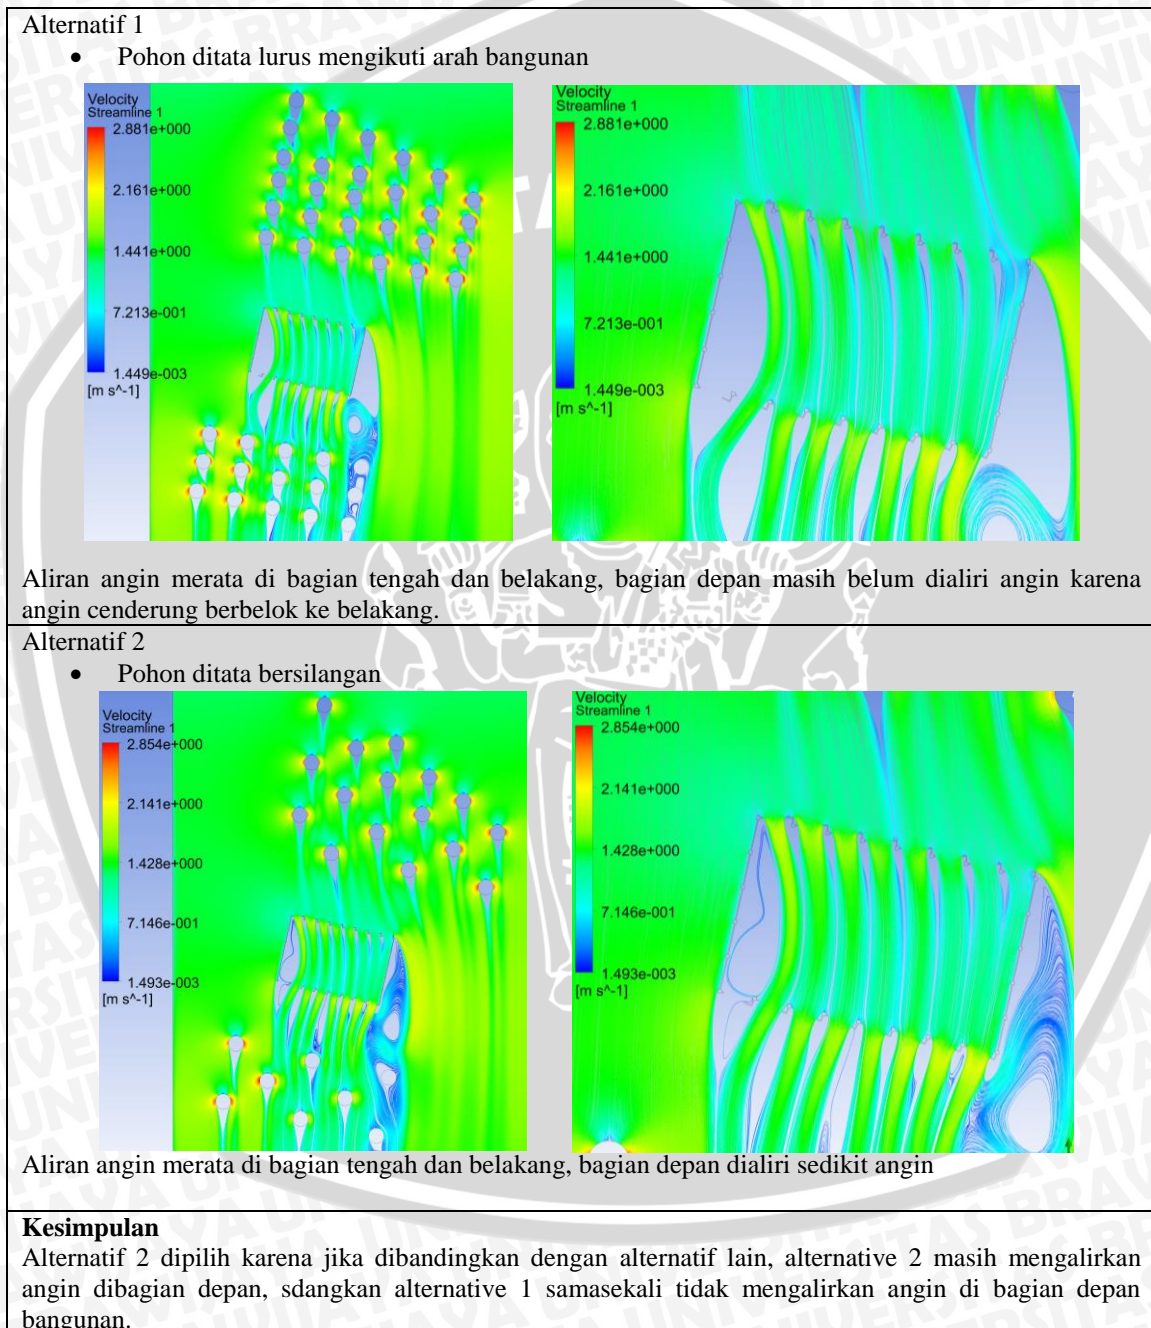 Alternatif 1
• Pohon ditata lurus mengikuti arah bangunan
Velocity
Streamline 1
2.881e+000
2.161e+000
1.441e+000
7.213e-001
1.449e-003
[m s^-1]
Velocity
Streamline 1
2.881e+000
2.161e+000
1.441e+000
7.213e-001
1.449e-003
[m s^-1]
Aliran angin merata di bagian tengah dan belakang, bagian depan masih belum dialiri angin karena
angin cenderung berbelok ke belakang.
Alternatif 2
• Pohon ditata bersilangan
Velocity
Streamline 1
2.854e+000
2.141e+000
1.428e+000
7.146e-001
1.493e-003
[m s^-1]
Velocity
Streamline 1
2.854e+000
2.141e+000
1.428e+000
7.146e-001
1.493e-003
[m s^-1]
Aliran angin merata di bagian tengah dan belakang, bagian depan dialiri sedikit angin
Kesimpulan
Alternatif 2 dipilih karena jika dibandingkan dengan alternatif lain, alternative 2 masih mengalirkan
angin dibagian depan, sdangkan alternative 1 samasekali tidak mengalirkan angin di bagian depan
bangunan.